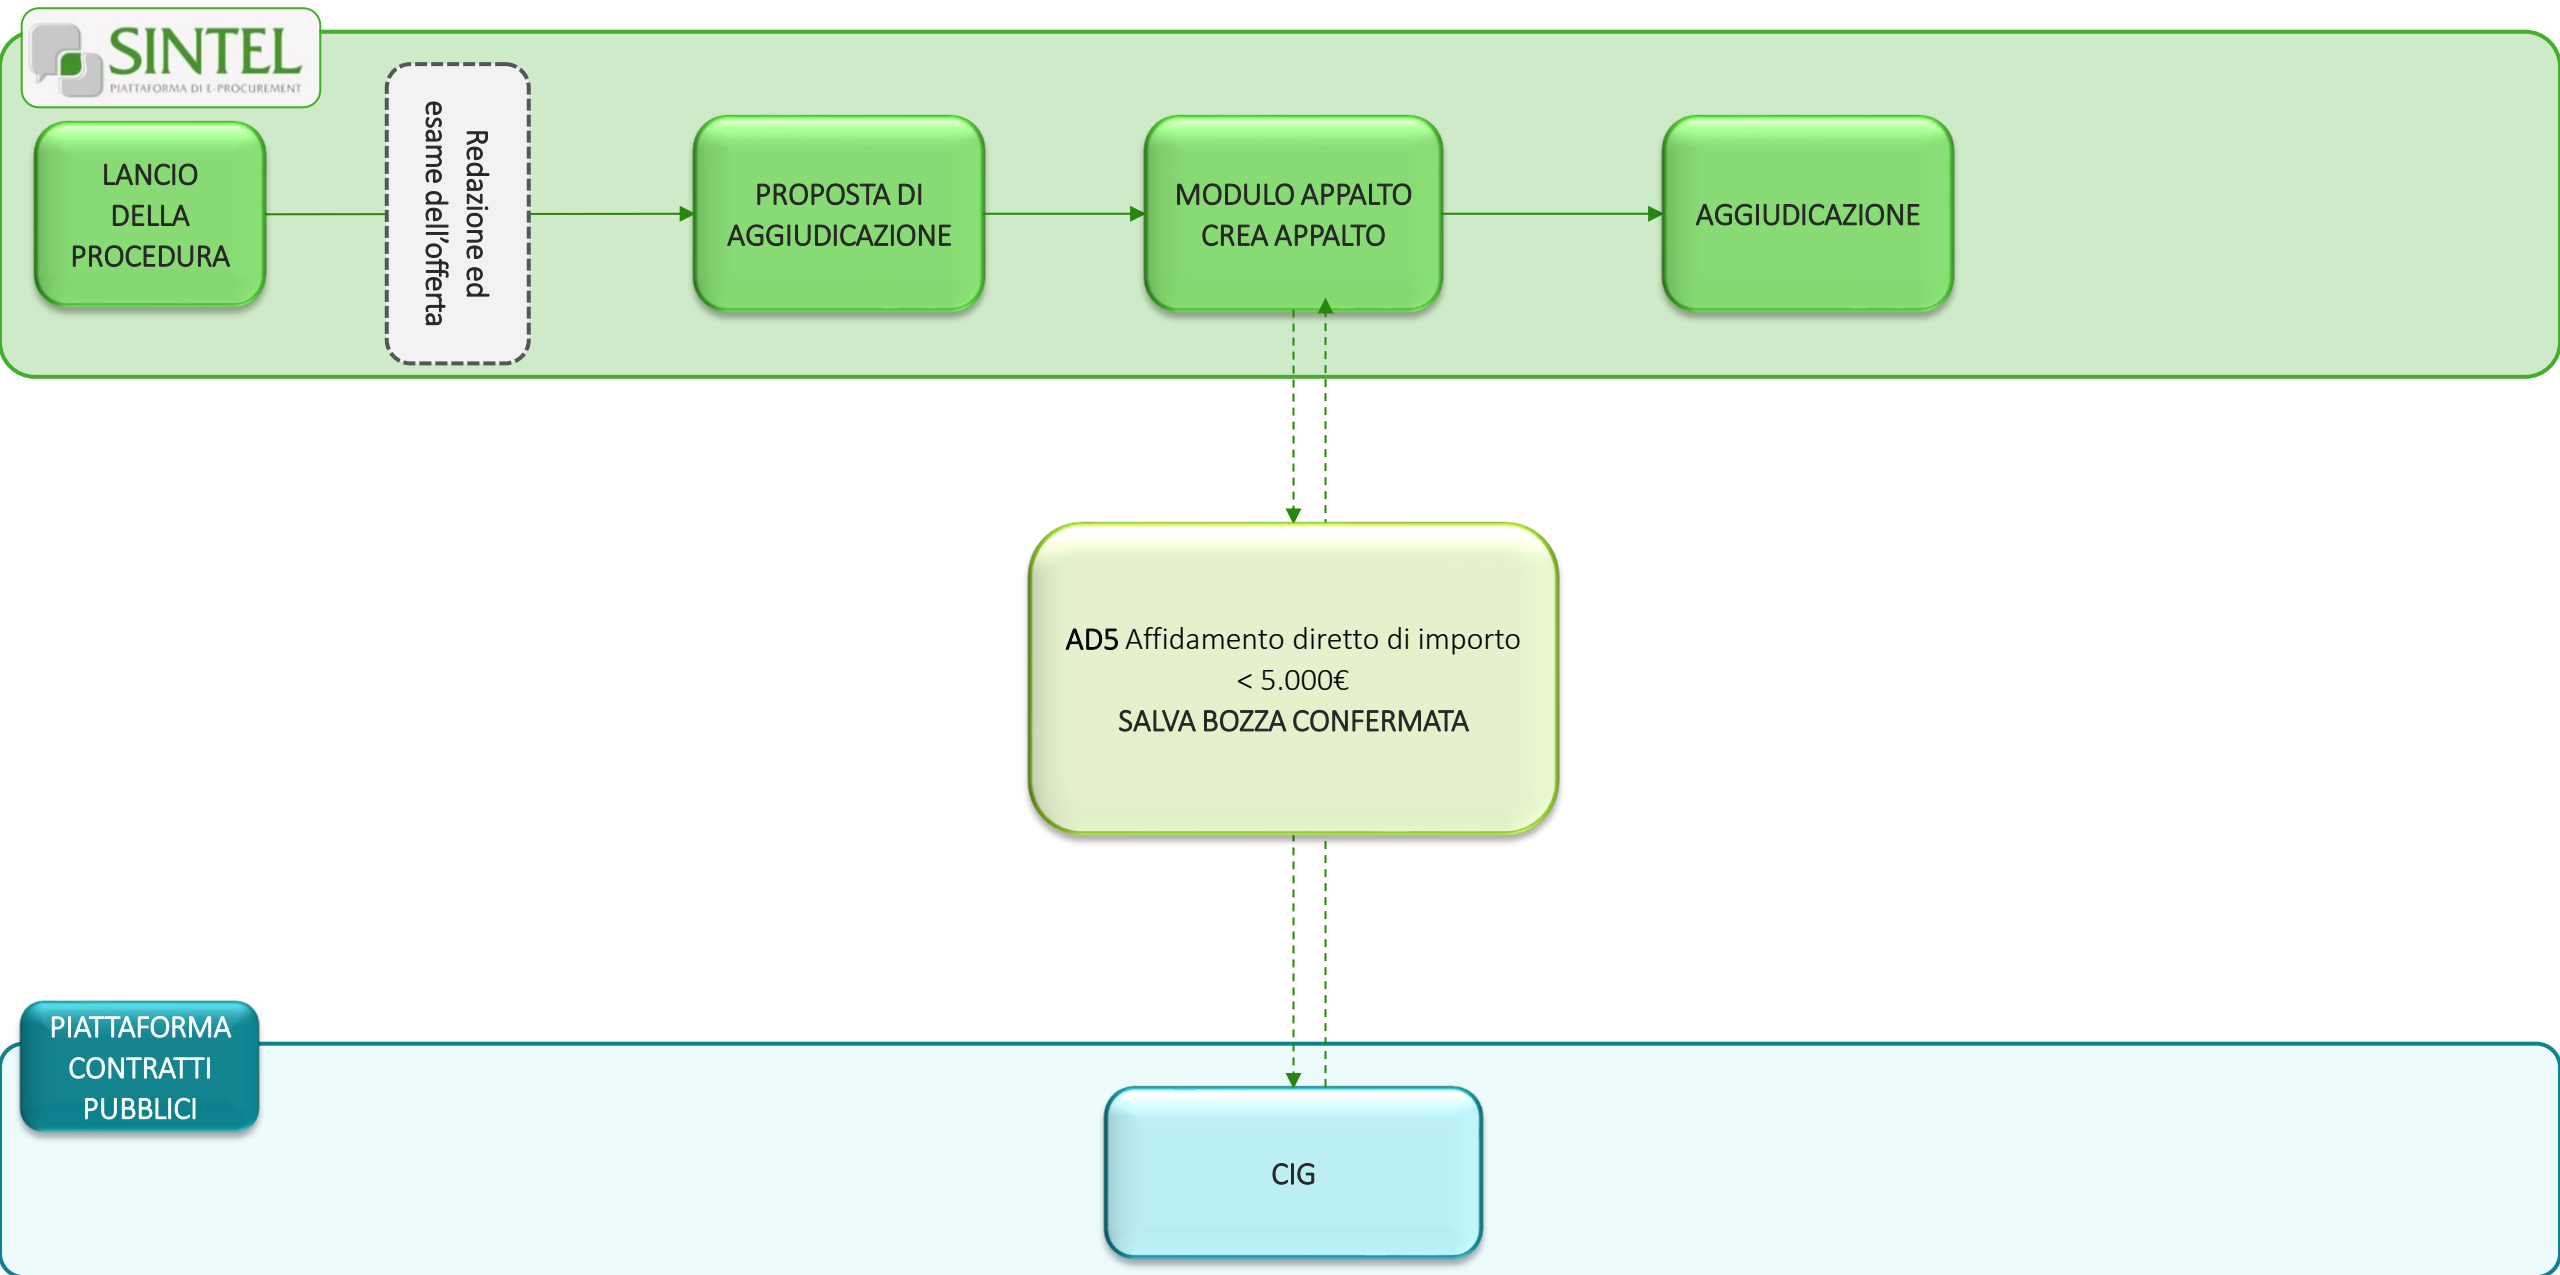 SINTEL
PIATTAFORMA DI E-PROCUREMENT
LANCIO
DELLA
PROCEDURA
Redazione ed
esame dell'offerta
PROPOSTA DI
AGGIUDICAZIONE
MODULO APPALTO
CREA APPALTO
AGGIUDICAZIONE
AD5 Affidamento diretto di importo
< 5.000€
SALVA BOZZA CONFERMATA
PIATTAFORMA
CONTRATTI
PUBBLICI
CIG